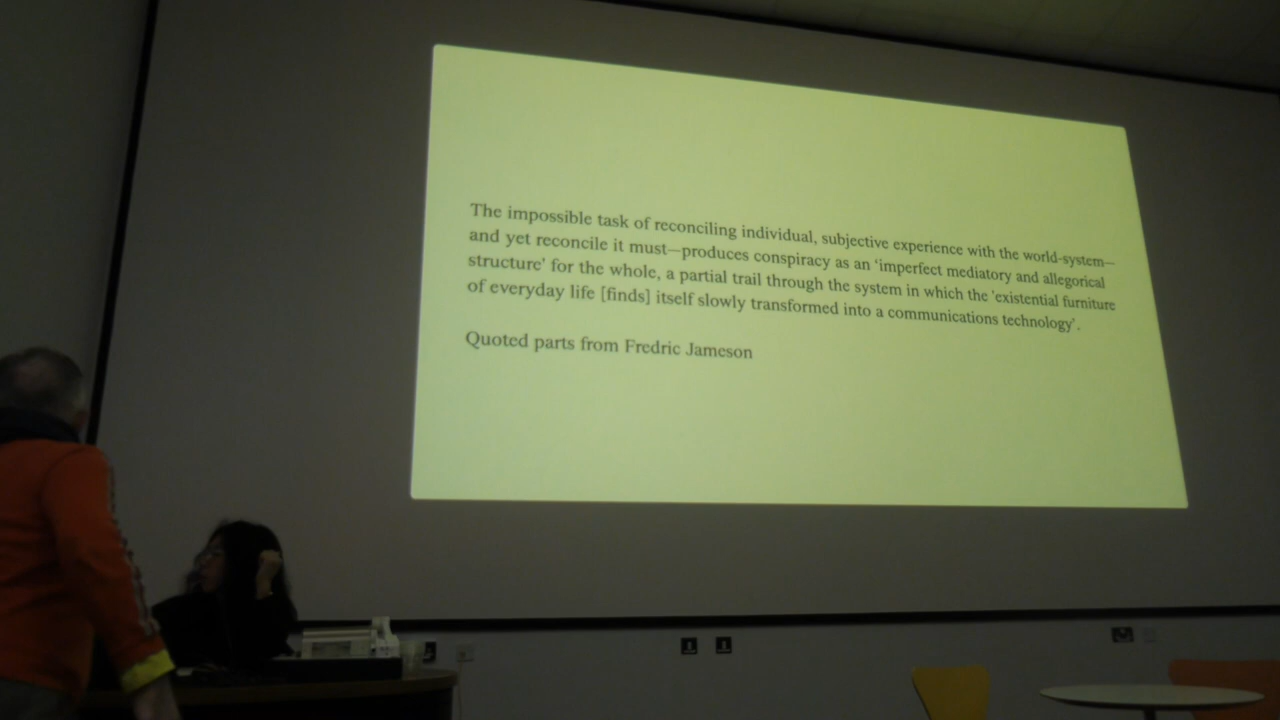 The impossible task of reconciling individual, subjective experience with the world-system—
and yet reconcile it must—produces conspiracy as an ‘imperfect mediatory and allegorical
structure’ for the whole, a partial trail through the system in which the ‘existential furniture
of everyday life [finds] itself slowly transformed into a communications technology’.
Quoted parts from Fredric Jameson